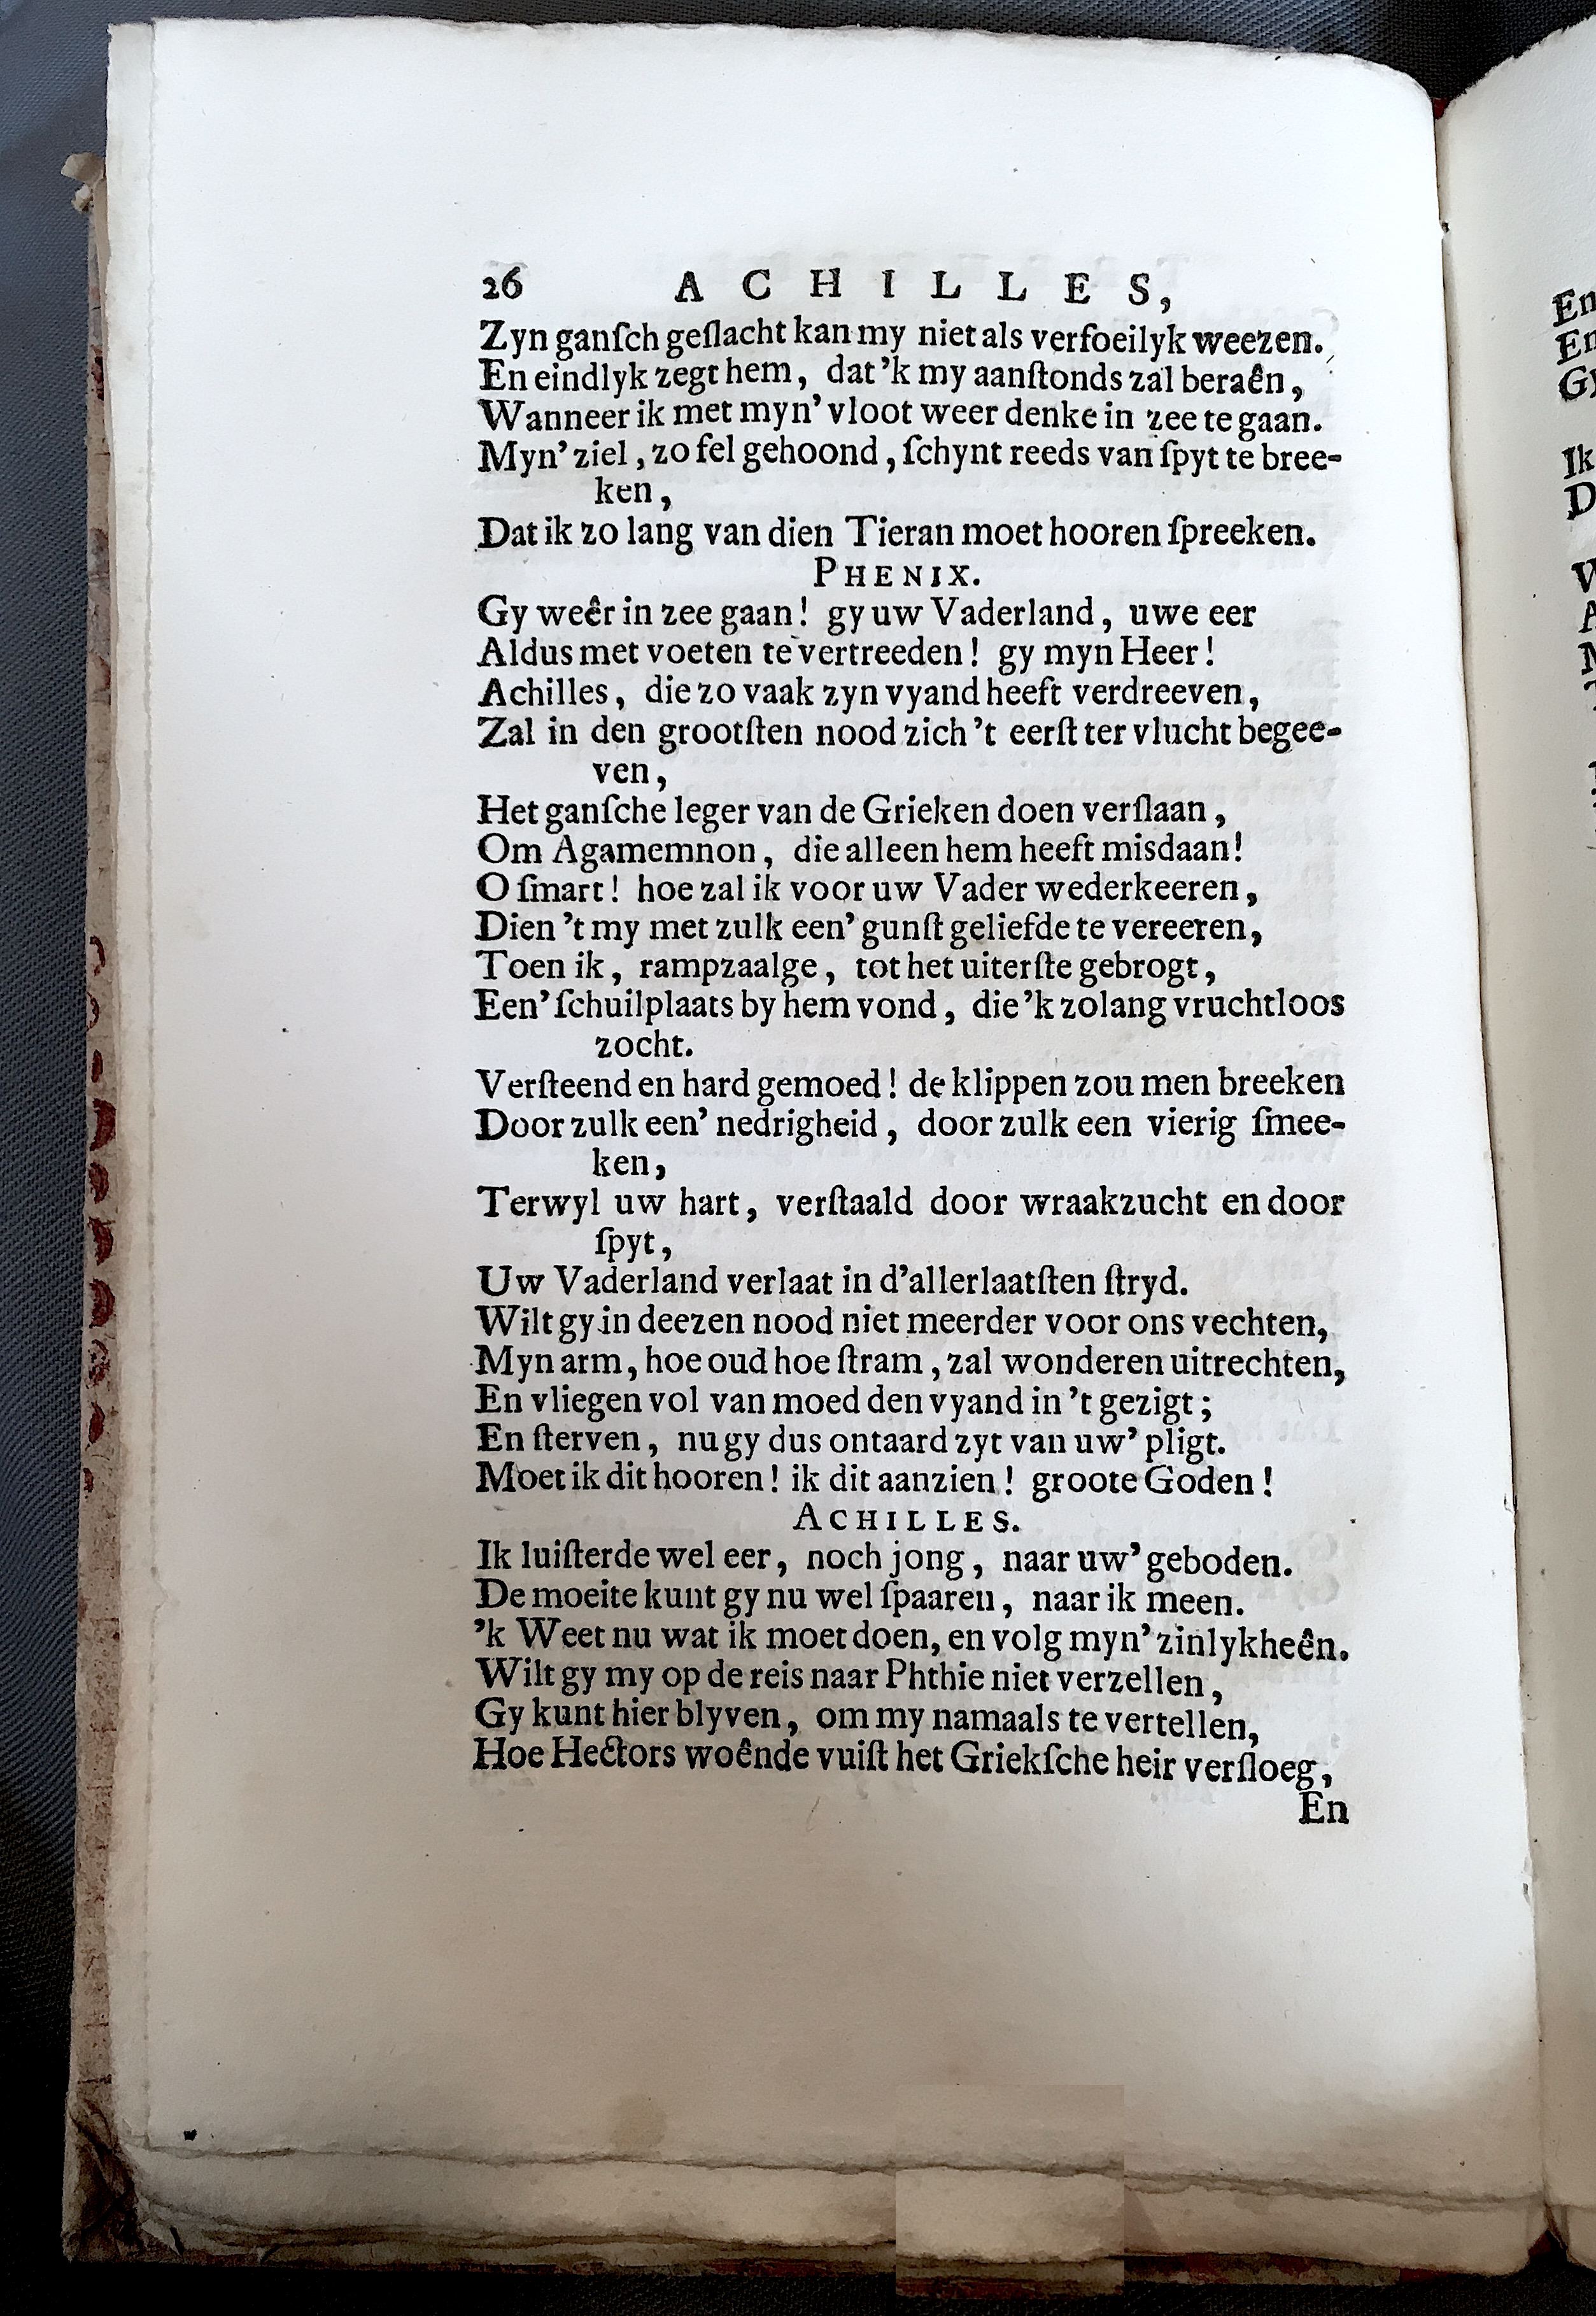 26 ACHILLES,
Zyn ganſch geſlacht kan my niet als verfoeilyk weezen.
En eindlyk zegt hem, dat 'k my aanſtonds zal beraên,
Wanneer ik met myn' vloot weer denke in zee te gaan.
Myn' ziel, zo fel gehoond, ſchynt reeds van ſpyt te bree-
ken,
Dat ik zo lang van dien Tieran moet hooren ſpreeken.
PHENIX.
Gy weêr in zee gaan! gy uw Vaderland, uwe eer
Aldus met voeten te vertreeden! gy myn Heer!
Achilles, die zo vaak zyn vyand heeft verdreeven,
Zal in den grootſten nood zich 't eerſt ter vlucht begee-
ven,
Het ganſche leger van de Grieken doen verſlaan,
Om Agamemnon, die alleen hem heeft misdaan!
O ſmart! hoe zal ik voor uw Vader wederkeeren,
Dien 't my met zulk een' gunſt geliefde te vereeren,
Toen ik, rampzaalge, tot het uiterſte gebrogt,
Een' ſchuilplaats by hem vond, die 'k zolang vruchtloos
zocht.
Verſteend en hard gemoed! de klippen zou men breeken
Door zulk een' nedrigheid, door zulk een vierig ſmee-
ken,
Terwyl uw hart, verſtaald door wraakzucht en door
ſpyt,
Uw Vaderland verlaat in d'allerlaatſten ſtryd.
Wilt gy in deezen nood niet meerder voor ons vechten,
Myn arm, hoe oud hoe ſtram, zal wonderen uitrechten,
En vliegen vol van moed den vyand in 't gezigt;
En ſterven, nu gy dus ontaard zyt van uw' pligt.
Moet ik dit hooren! ik dit aanzien! groote Goden!
ACHILLES.
Ik luiſterde wel eer, noch jong, naar uw' geboden.
De moeite kunt gy nu wel ſpaaren, naar ik meen.
'k Weet nu wat ik moet doen, en volg myn' zinlykheên.
Wilt gy my op de reis naar Phthie niet verzellen,
Gy kunt hier blyven, om my namaals te vertellen,
Hoe Hectors woênde vuiſt het Griekſche heir verſloeg,
En